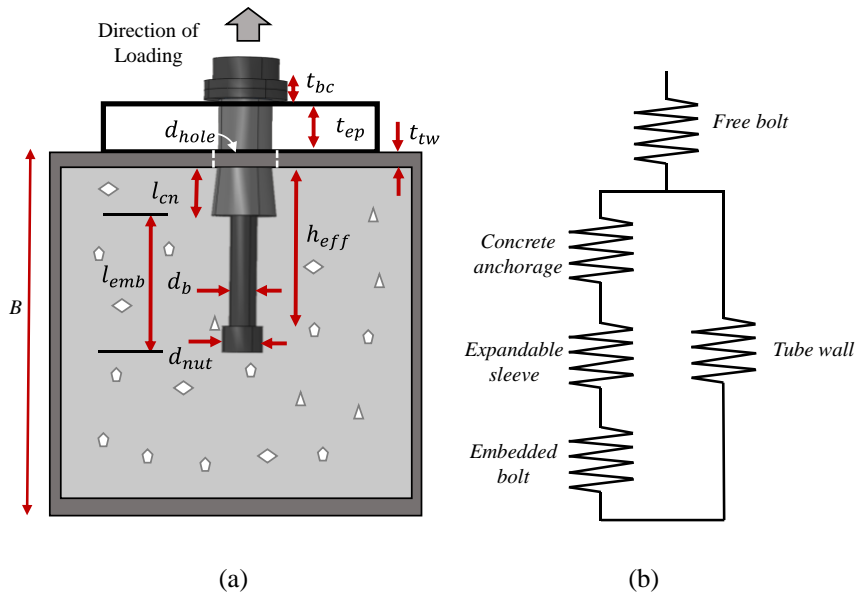 Direction of
Loading
t_bc
d_hole
t_ep
t_tw
l_cn
h_eff
l_emb
d_b
B
d_nut
(a)
Free bolt
Concrete
anchorage
Expandable
sleeve
Tube wall
Embedded
bolt
(b)